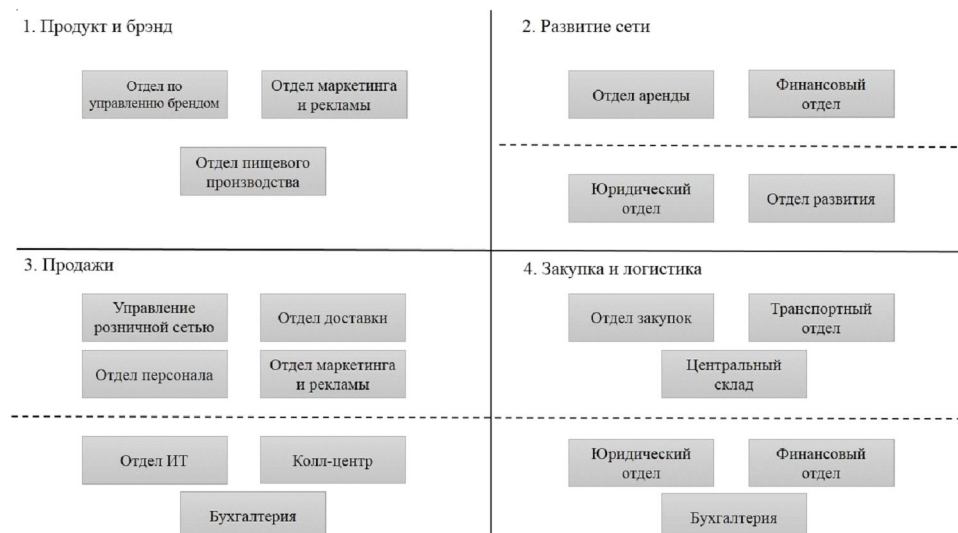 1. Продукт и брэнд
Отдел по
управлению брендом
Отдел маркетинга
и рекламы
Отдел пищевого
производства
2. Развитие сети
Отдел аренды
Финансовый
отдел
Юридический
отдел
Отдел развития
3. Продажи
Управление
розничной сетью
Отдел доставки
Отдел персонала
Отдел маркетинга
и рекламы
Отдел ИТ
Колл-центр
Бухгалтерия
4. Закупка и логистика
Отдел закупок
Транспортный
отдел
Центральный
склад
Юридический
отдел
Финансовый
отдел
Бухгалтерия